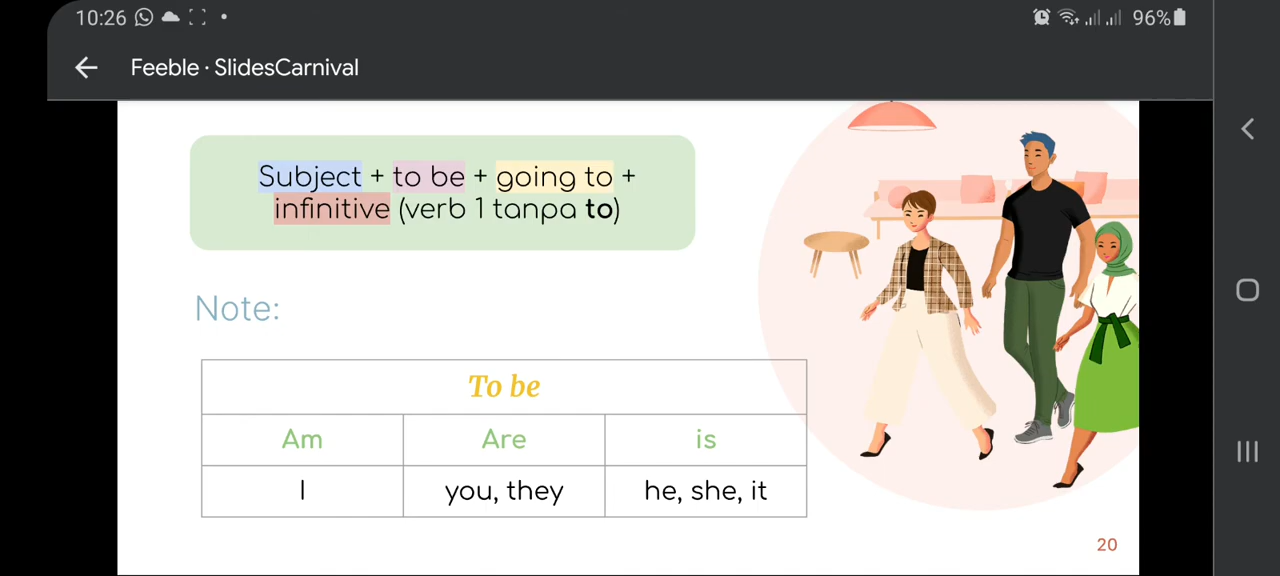 10:26
96%
Feeble · SlidesCarnival
Subject + to be + going to +
infinitive (verb 1 tanpa to)
Note:
To be
Am Are is
I you, they he, she, it
20